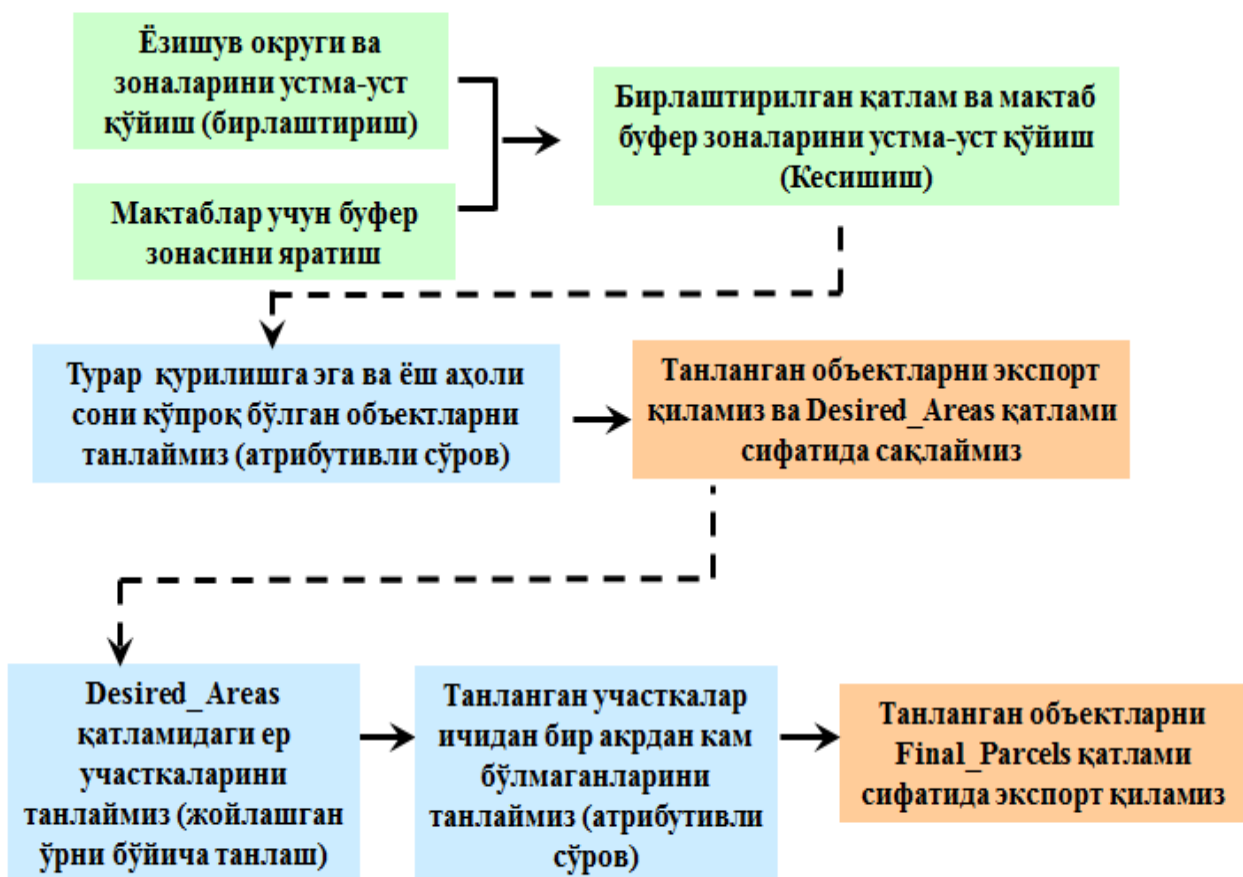 Ёзишув округи ва
зоналарини устма-уст
қўйиш (бирлаштириш)
Мактаблар учун буфер
зонасини яратиш
Бирлаштирилган қатлам ва мактаб
буфер зоналарини устма-уст қўйиш
(Кесишиш)
Турар қурилишга эга ва ёш аҳоли
сони кўпроқ бўлган объектларни
танлаймиз (атрибутивли сўров)
Танланган объектларни экспорт
қиламиз ва Desired_Areas қатлами
сифатида сақлаймиз
Desired_Areas
қатламидаги ер
участкаларини
танлаймиз (жойлашган
ўрни бўйича танлаш)
Танланган участкалар
ичидан бир акрдан кам
бўлмаганларини
танлаймиз (атрибутивли
сўров)
Танланган объектларни
Final_Parcels қатлами
сифатида экспорт қиламиз